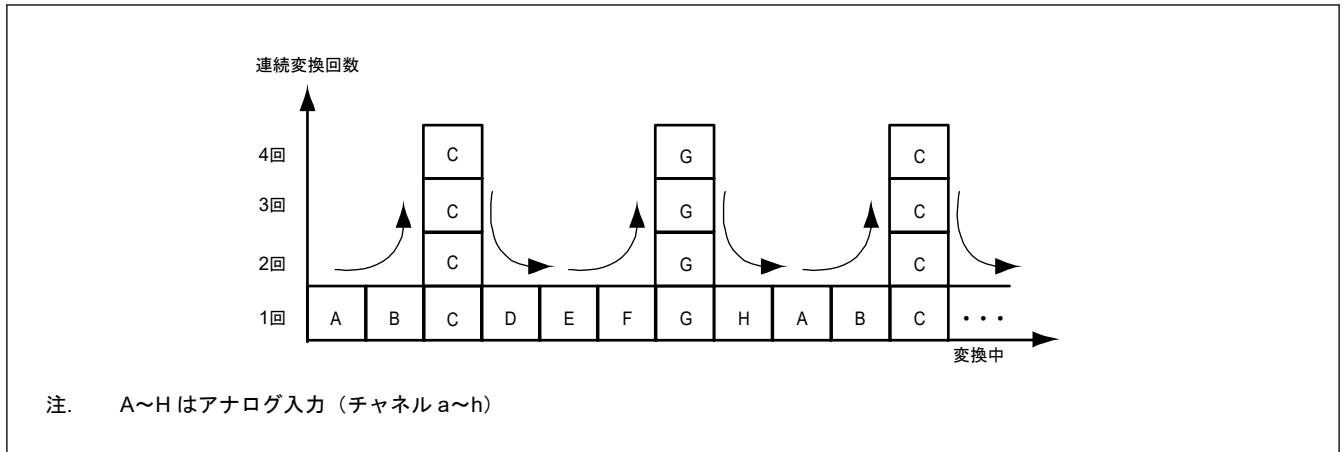 連続変換回数
4回 C G C
3回 C G C
2回 C G C
1回 A B C D E F G H A B C ・・・
変換中
注. A～H はアナログ入力（チャネル a～h）